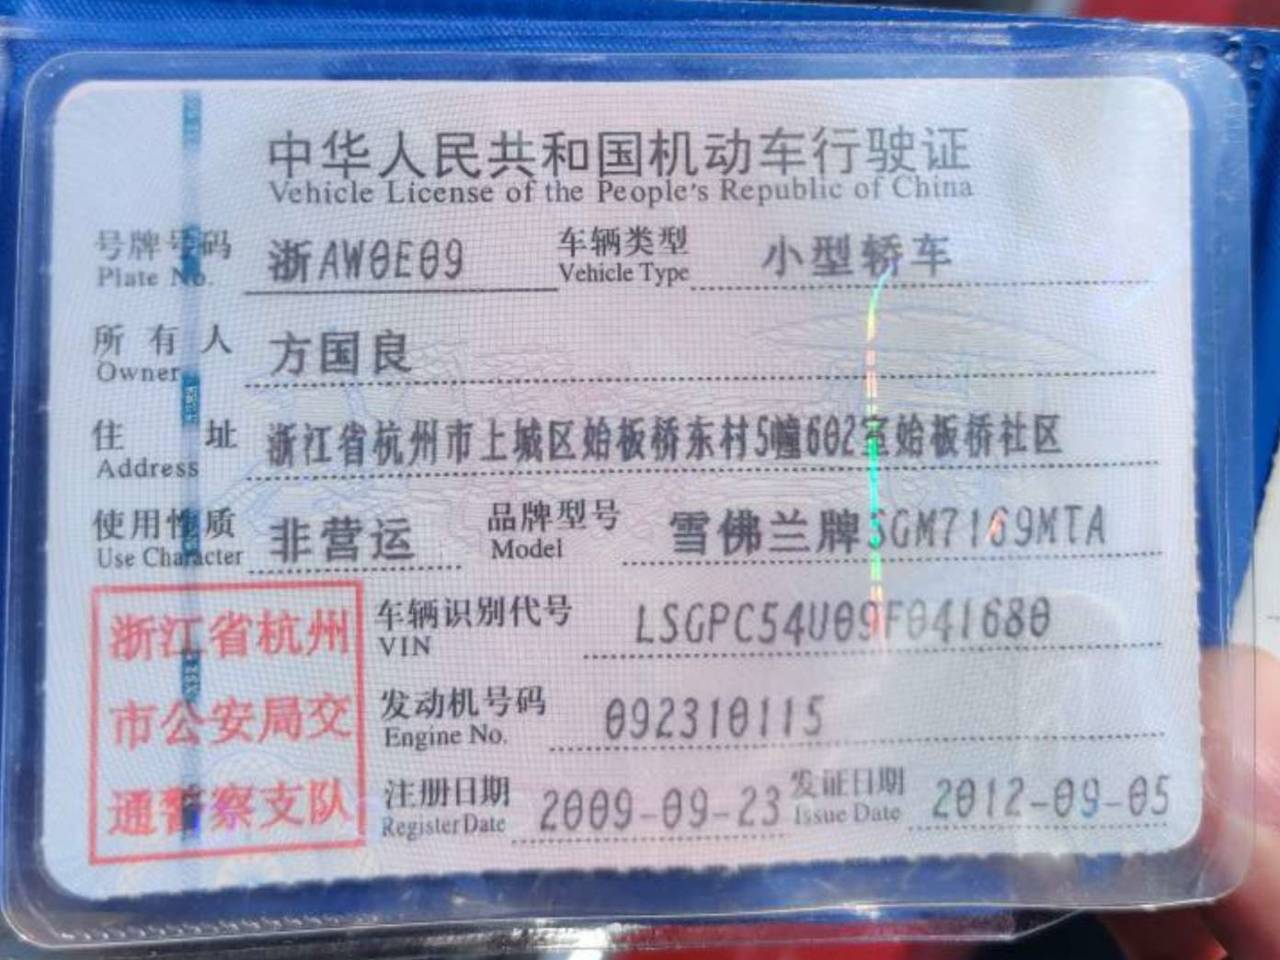 中华人民共和国机动车行驶证
Vehicle License of the People's Republic of China
号牌号码 浙AW0E09 车辆类型 小型轿车
Plate No. Vehicle Type
所有人 方国良
Owner
住址 浙江省杭州市上城区始板桥东村5幢602室始板桥社区
Address
使用性质 非营运 品牌型号 雪佛兰牌SGM7169MTA
Use Character Model
浙江省杭州
市公安局交
通警察支队
车辆识别代号 LSGPC54U09F041680
VIN
发动机号码 092310115
Engine No.
注册日期 2009-09-23 发证日期 2012-09-05
Register Date Issue Date